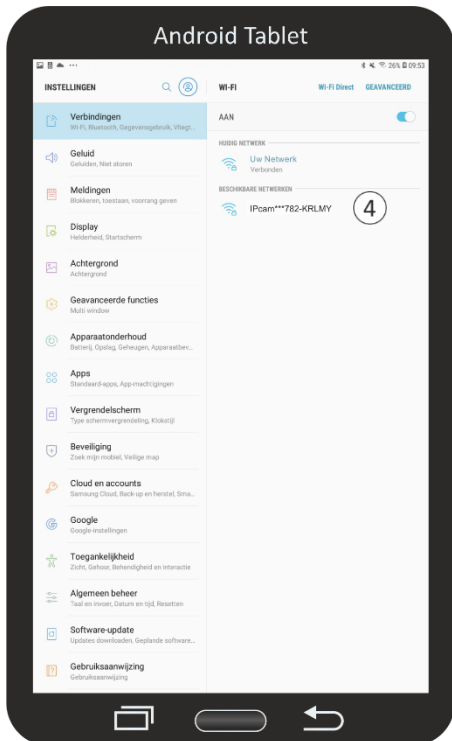 Android Tablet
26% 09:53
INSTELLINGEN
WI-FI
Wi-Fi Direct GEAVANCEERD
Verbindingen
Wi-Fi, Bluetooth, Gegevensgebruik, Vliegt...
AAN
Geluid
Geluiden, Niet storen
HUIDIG NETWERK
Uw Netwerk
Verbonden
Meldingen
Blokkeren, toestaan, voorrang geven
BESCHIKBARE NETWERKEN
IPcam***782-KRLMY
4
Display
Helderheid, Startscherm
Achtergrond
Achtergrond
Geavanceerde functies
Multi window
Apparaatonderhoud
Batterij, Opslag, Geheugen, Apparaatbev...
Apps
Standaard-apps, App-machtigingen
Vergrendelscherm
Type schermvergrendeling, Klokstijl
Beveiliging
Zoek mijn mobiel, Veilige map
Cloud en accounts
Samsung Cloud, Back-up en herstel, Sma...
Google
Google-instellingen
Toegankelijkheid
Zicht, Gehoor, Behendigheid en interactie
Algemeen beheer
Taal en invoer, Datum en tijd, Resetten
Software-update
Updates downloaden, Geplande software...
Gebruiksaanwijzing
Gebruiksaanwijzing